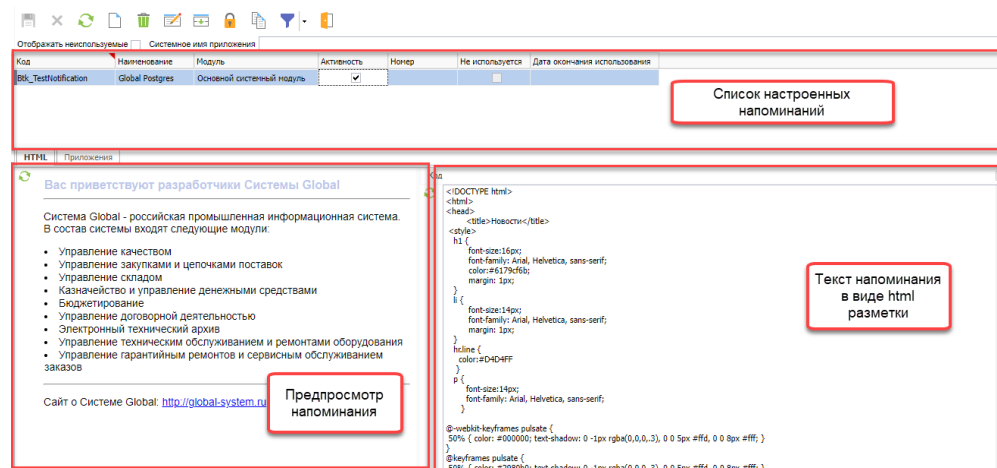 Отображать неиспользуемые Системное имя приложения
Код Наименование Модуль Активность Номер Не используется Дата окончания использования
Btk_TestNotification Global Postgres Основной системный модуль
Список настроенных
напоминаний
HTML Приложения
Вас приветствуют разработчики Системы Global
Система Global - российская промышленная информационная система.
В состав системы входят следующие модули:
• Управление качеством
• Управление закупками и цепочками поставок
• Управление складом
• Казначейство и управление денежными средствами
• Бюджетирование
• Управление договорной деятельностью
• Электронный технический архив
• Управление техническим обслуживанием и ремонтами оборудования
• Управление гарантийным ремонтов и сервисным обслуживанием
заказов
Сайт о Системе Global: http://global-system.ru
Предпросмотр
напоминания
<!DOCTYPE html>
<html>
<head>
<title>Новости</title>
<style>
h1 {
font-size:16px;
font-family: Arial, Helvetica, sans-serif;
color:#6179cf6b;
margin: 1px;
}
li {
font-size:14px;
font-family: Arial, Helvetica, sans-serif;
margin: 1px;
}
hr.line {
color:#D4D4FF
}
p {
font-size:14px;
font-family: Arial, Helvetica, sans-serif;
}
@-webkit-keyframes pulsate {
50% { color: #000000; text-shadow: 0 -1px rgba(0,0,0,.3), 0 0 5px #ffd, 0 0 8px #fff; }
}
@keyframes pulsate {
Текст напоминания
в виде html
разметки